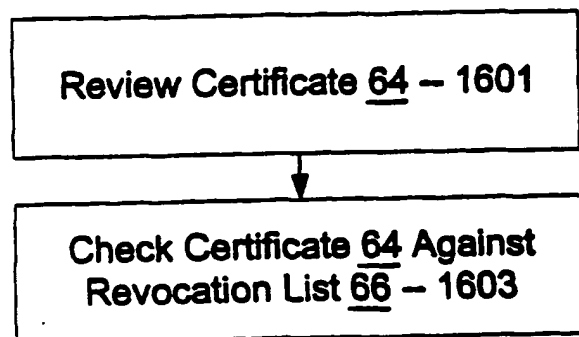 Review Certificate 64 – 1601
Check Certificate 64 Against
Revocation List 66 – 1603